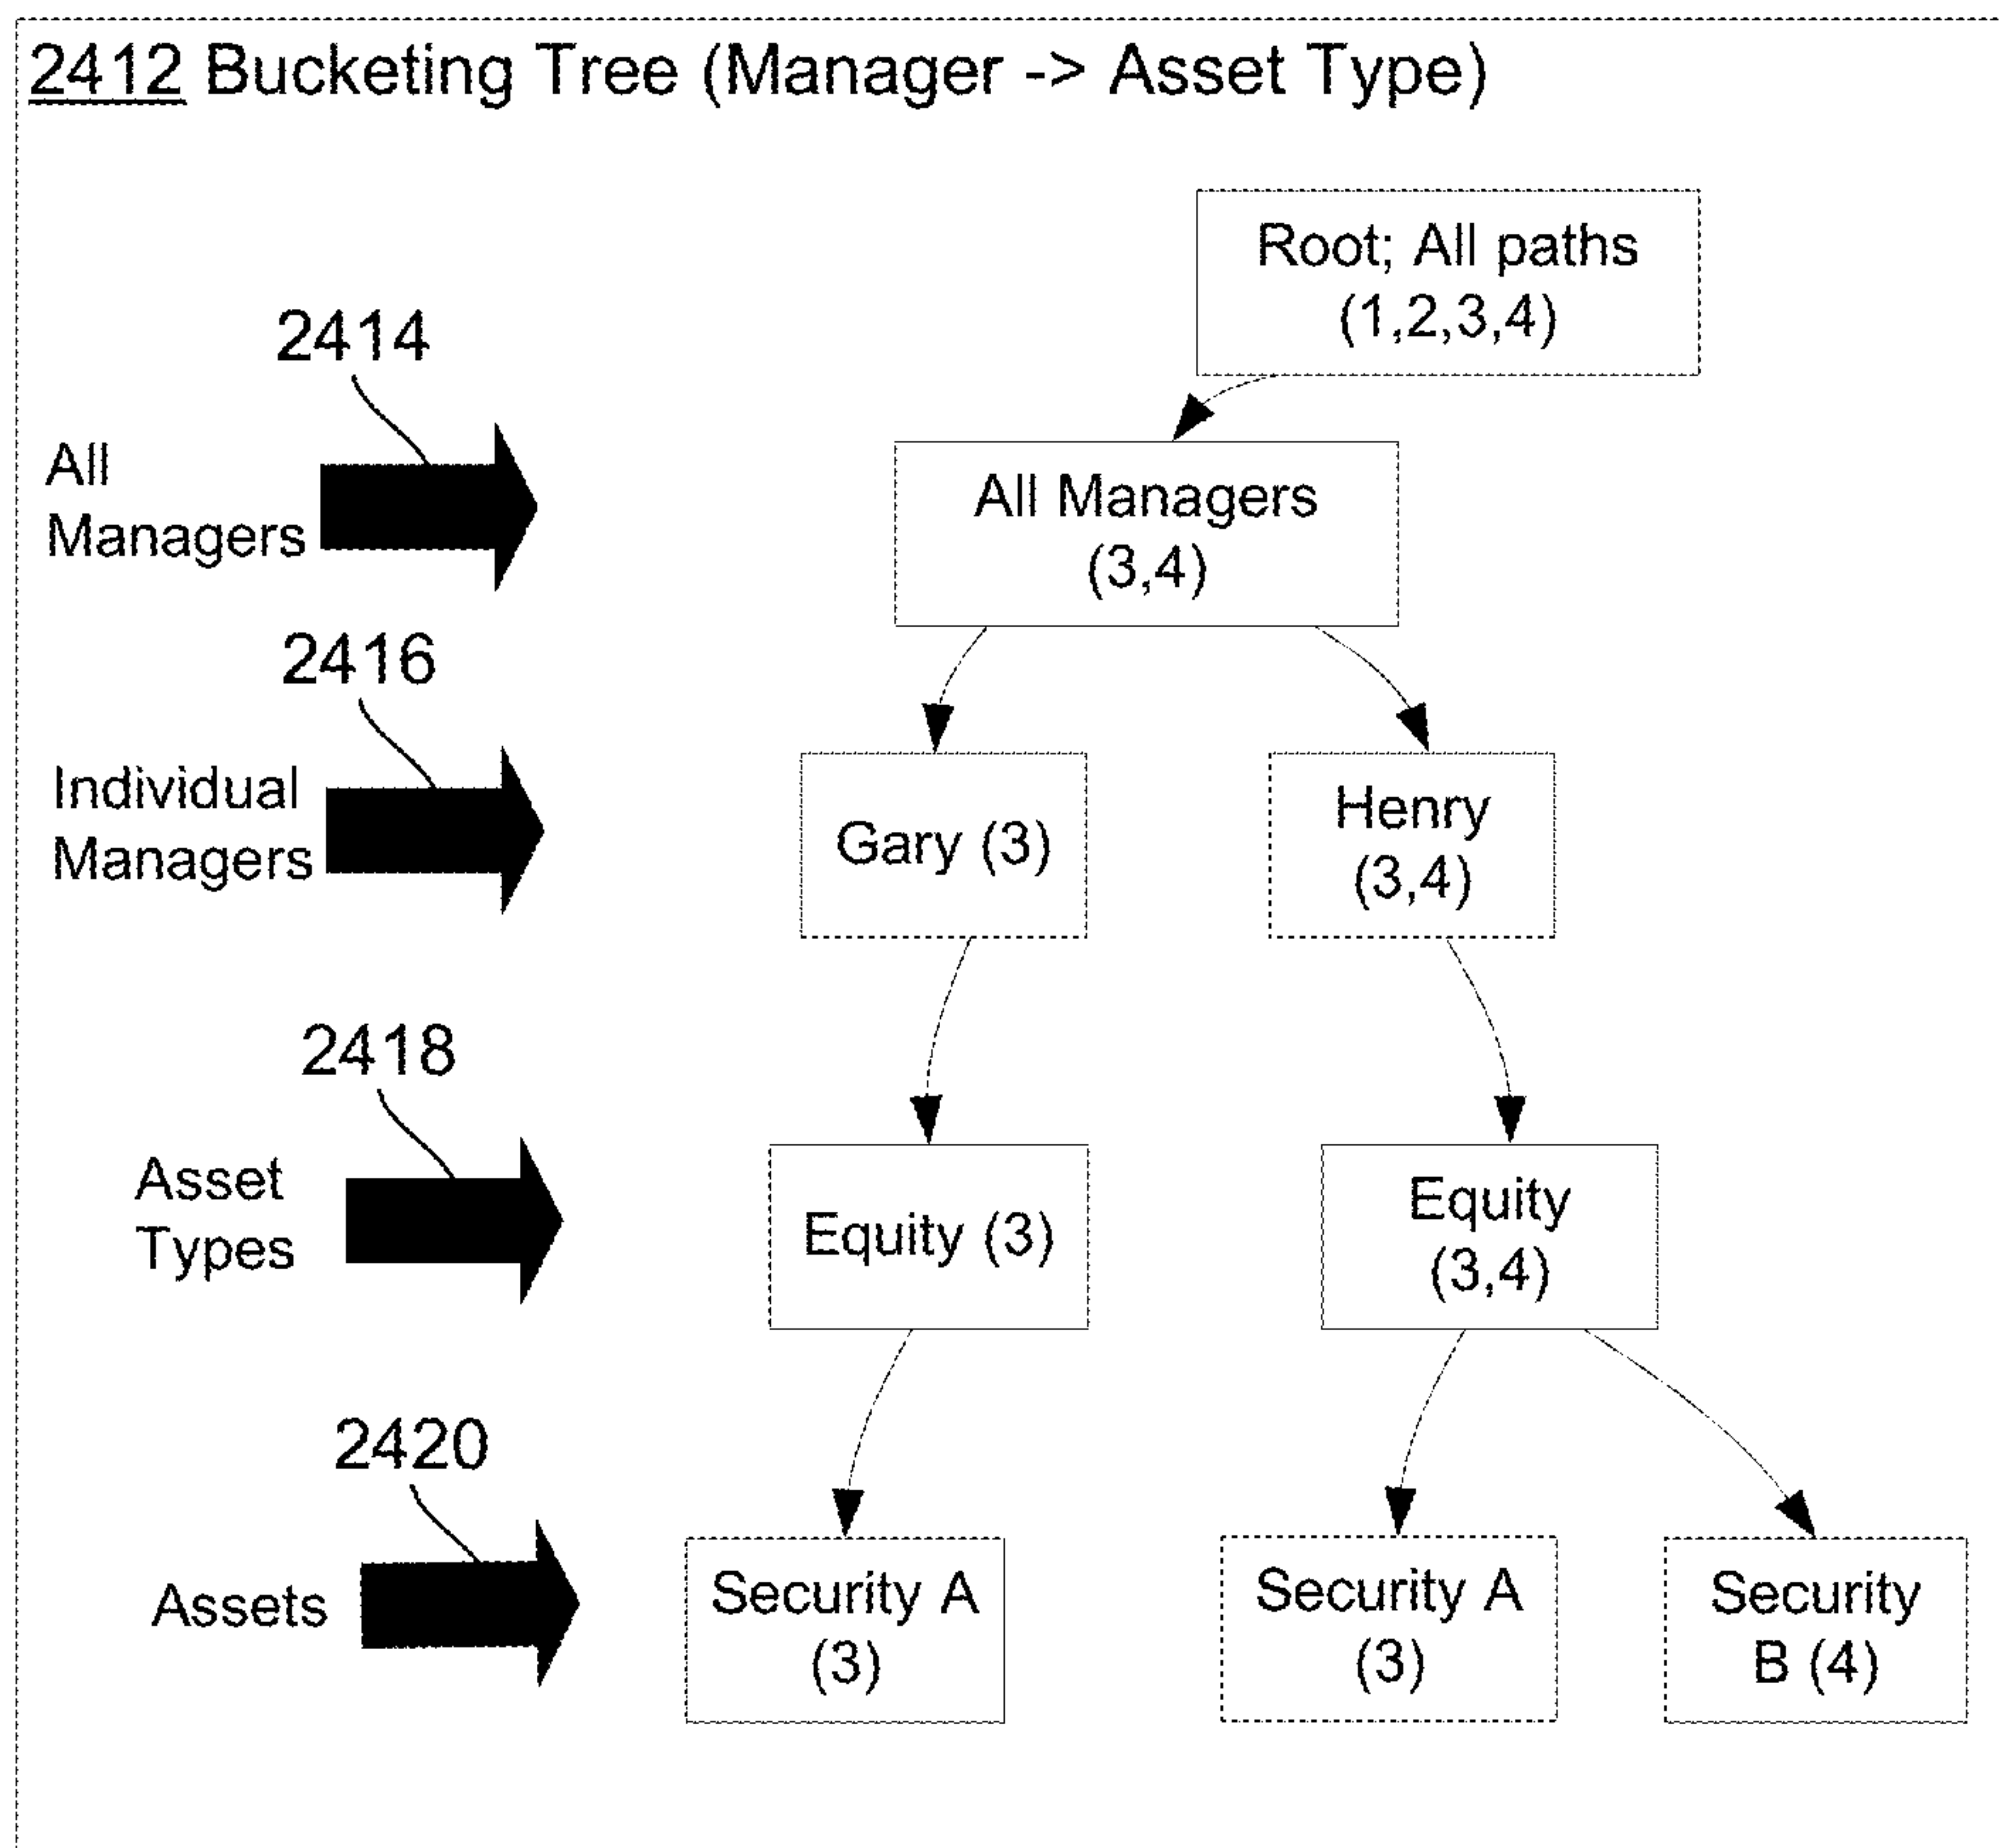 2412 Bucketing Tree (Manager -> Asset Type)
Root; All paths
(1,2,3,4)
2414
All
Managers
All Managers
(3,4)
2416
Individual
Managers
Gary (3)
Henry
(3,4)
2418
Asset
Types
Equity (3)
Equity
(3,4)
2420
Assets
Security A
(3)
Security A
(3)
Security
B (4)